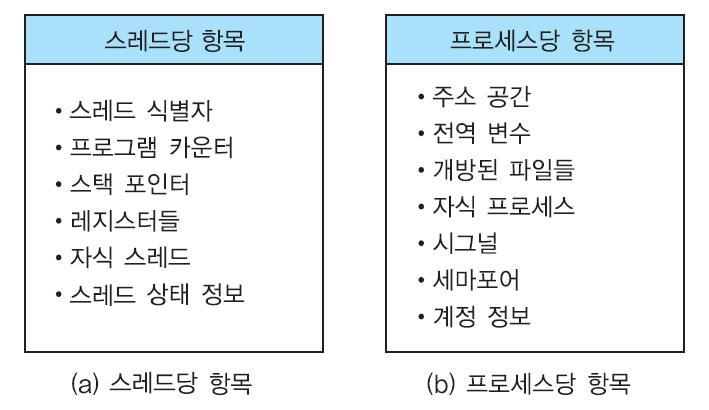 스레드당 항목
• 스레드 식별자
• 프로그램 카운터
• 스택 포인터
• 레지스터들
• 자식 스레드
• 스레드 상태 정보
(a) 스레드당 항목
프로세스당 항목
• 주소 공간
• 전역 변수
• 개방된 파일들
• 자식 프로세스
• 시그널
• 세마포어
• 계정 정보
(b) 프로세스당 항목